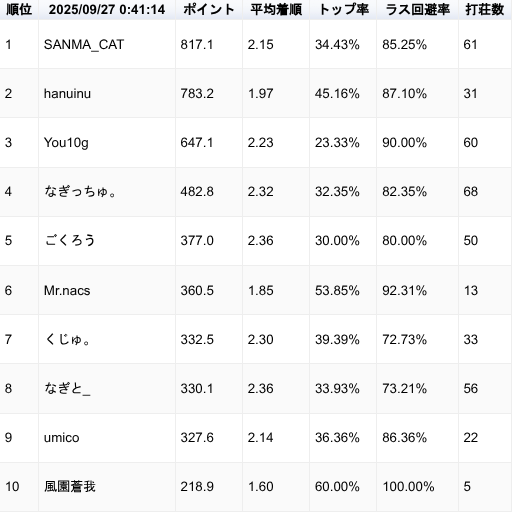 順位 2025/09/27 0:41:14 ポイント 平均着順 トップ率 ラス回避率 打荘数
1 SANMA_CAT 817.1 2.15 34.43% 85.25% 61
2 hanuinu 783.2 1.97 45.16% 87.10% 31
3 You10g 647.1 2.23 23.33% 90.00% 60
4 なぎっちゅ。 482.8 2.32 32.35% 82.35% 68
5 ごくろう 377.0 2.36 30.00% 80.00% 50
6 Mr.nacs 360.5 1.85 53.85% 92.31% 13
7 くじゅ。 332.5 2.30 39.39% 72.73% 33
8 なぎと_ 330.1 2.36 33.93% 73.21% 56
9 umico 327.6 2.14 36.36% 86.36% 22
10 風園蒼我 218.9 1.60 60.00% 100.00% 5